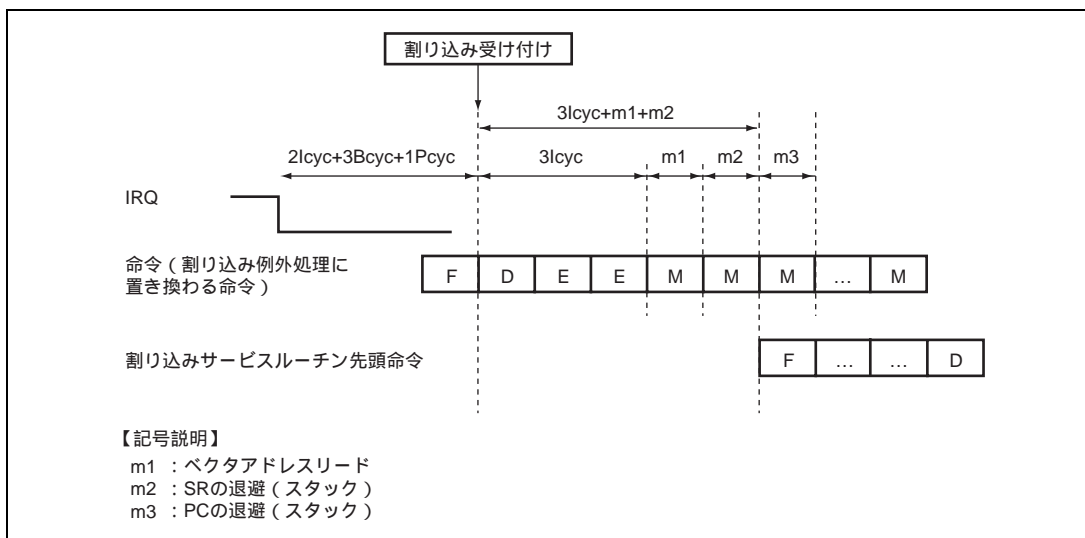 割り込み受け付け
3Icyc+m1+m2
2Icyc+3Bcyc+1Pcyc 3Icyc m1 m2 m3
IRQ
命令（割り込み例外処理に
置き換わる命令）
F D E E M M M … M
割り込みサービスルーチン先頭命令
F … … D
【記号説明】
m1 ：ベクタアドレスリード
m2 ：SRの退避（スタック）
m3 ：PCの退避（スタック）